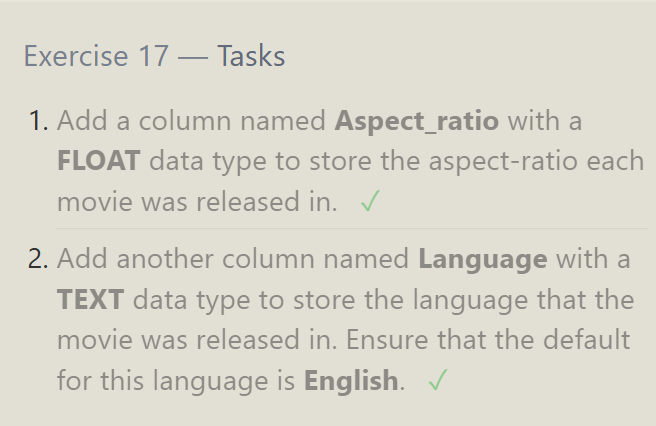 Exercise 17 — Tasks
1. Add a column named Aspect_ratio with a
FLOAT data type to store the aspect-ratio each
movie was released in. ✓
2. Add another column named Language with a
TEXT data type to store the language that the
movie was released in. Ensure that the default
for this language is English. ✓